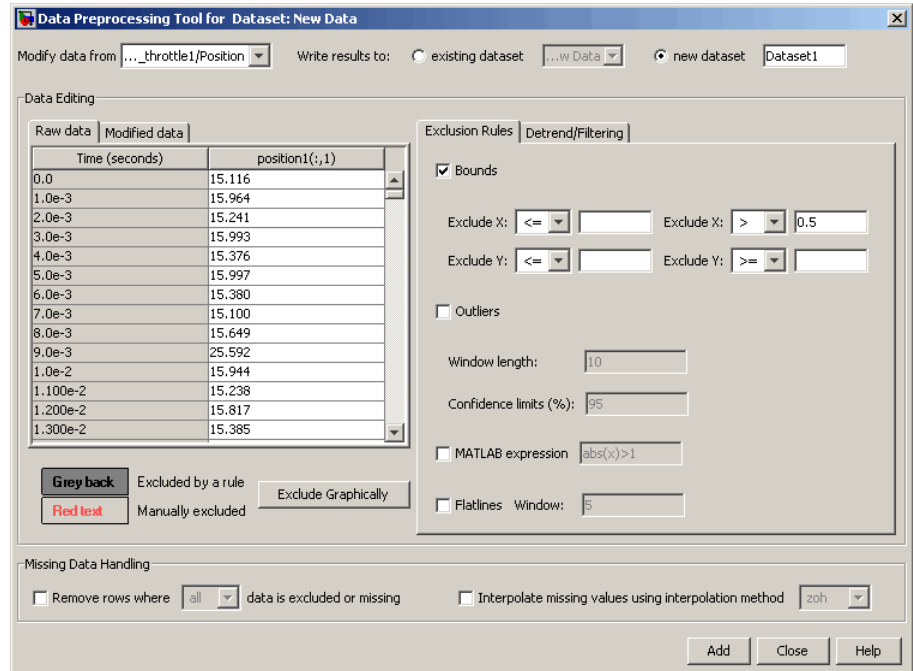 Data Preprocessing Tool for Dataset: New Data
Modify data from ..._throttle1/Position Write results to: existing dataset ...w Data new dataset Dataset1
Data Editing
Raw data Modified data
Time (seconds) position1(:,1)
0.0 15.116
1.0e-3 15.964
2.0e-3 15.241
3.0e-3 15.993
4.0e-3 15.376
5.0e-3 15.997
6.0e-3 15.380
7.0e-3 15.100
8.0e-3 15.649
9.0e-3 25.592
1.0e-2 15.944
1.100e-2 15.238
1.200e-2 15.817
1.300e-2 15.385
Grey back Excluded by a rule
Red text Manually excluded
Exclude Graphically
Exclusion Rules Detrend/Filtering
Bounds
Exclude X: <= Exclude X: > 0.5
Exclude Y: <= Exclude Y: >=
Outliers
Window length: 10
Confidence limits (%): 95
MATLAB expression abs(x)>1
Flatlines Window: 5
Missing Data Handling
Remove rows where all data is excluded or missing Interpolate missing values using interpolation method zoh
Add Close Help